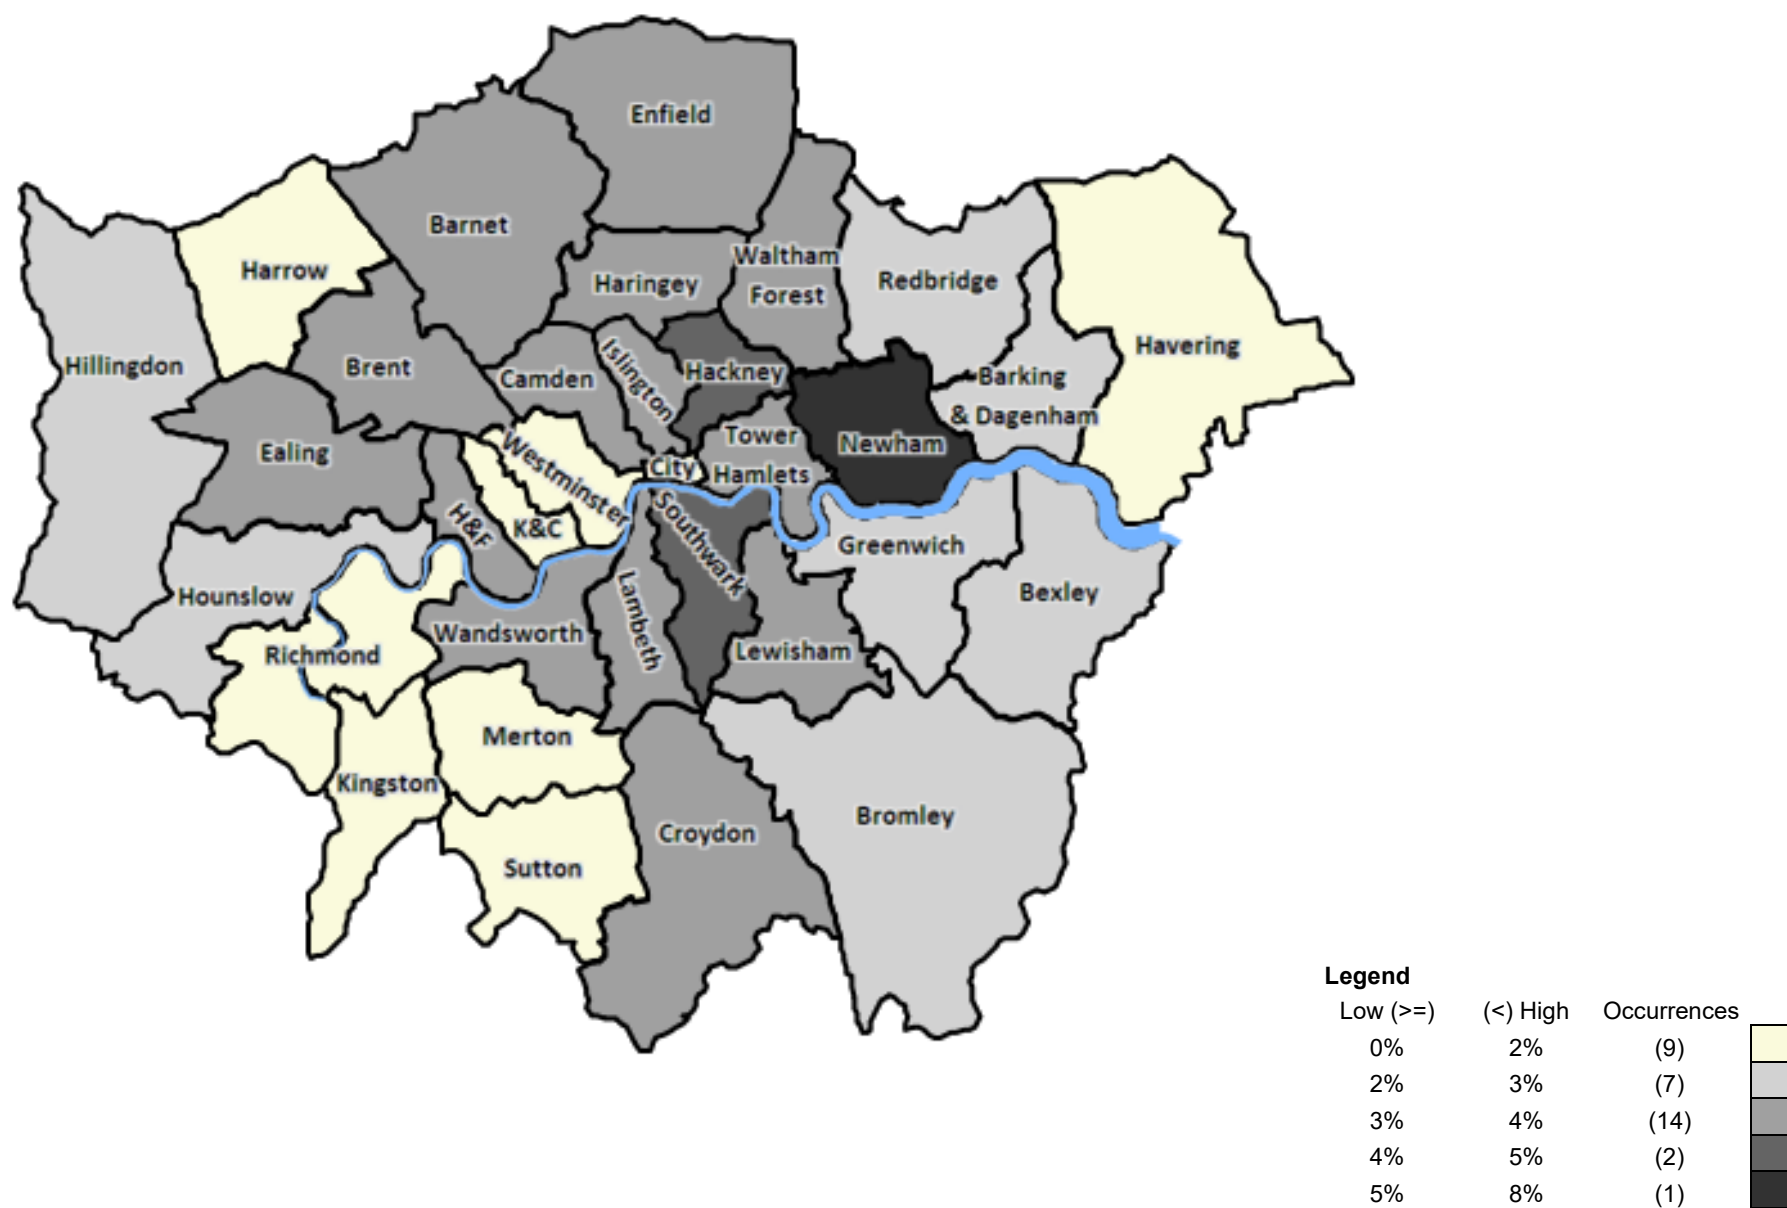 Enfield
Barnet
Harrow
Waltham
Forest
Haringey
Redbridge
Havering
Hillingdon
Brent
Camden
Islington
Hackney
Barking
& Dagenham
Ealing
Westminster
City
Tower
Hamlets
Newham
H&F
K&C
Southwark
Greenwich
Bexley
Hounslow
Lambeth
Wandsworth
Lewisham
Richmond
Merton
Kingston
Bromley
Croydon
Sutton
Legend
Low (>=) (<) High Occurrences
0% 2% (9)
2% 3% (7)
3% 4% (14)
4% 5% (2)
5% 8% (1)